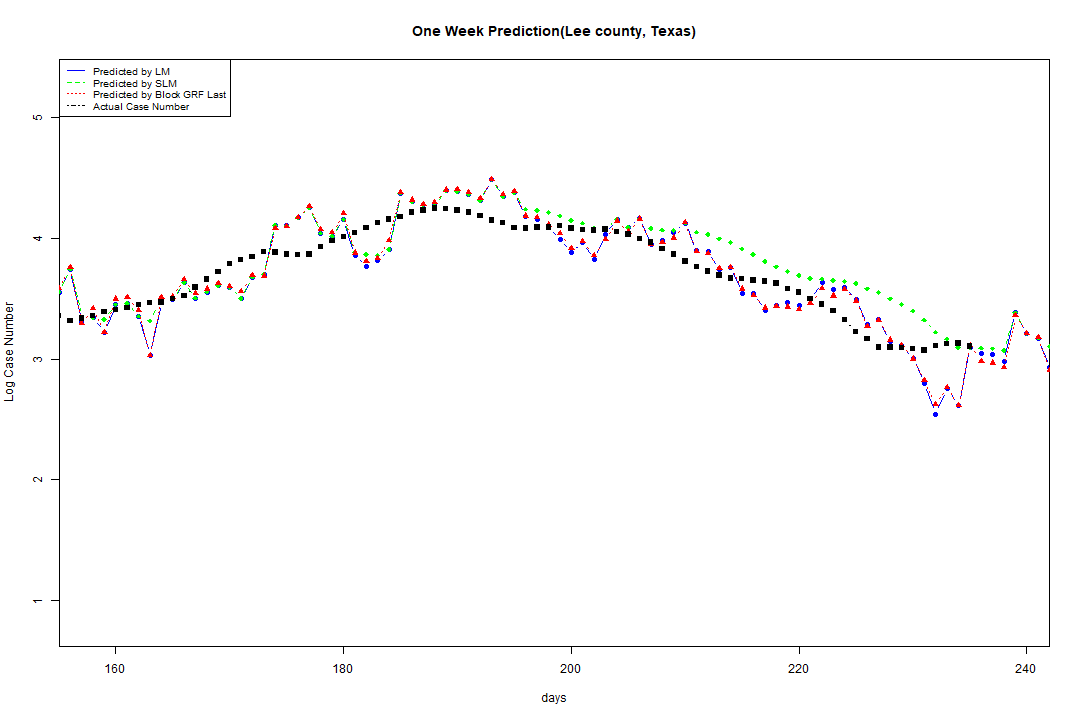 One Week Prediction(Lee county, Texas)
Predicted by LM
Predicted by SLM
Predicted by Block GRF Last
Actual Case Number
5
4
3
2
1
Log Case Number
160 180 200 220 240
days